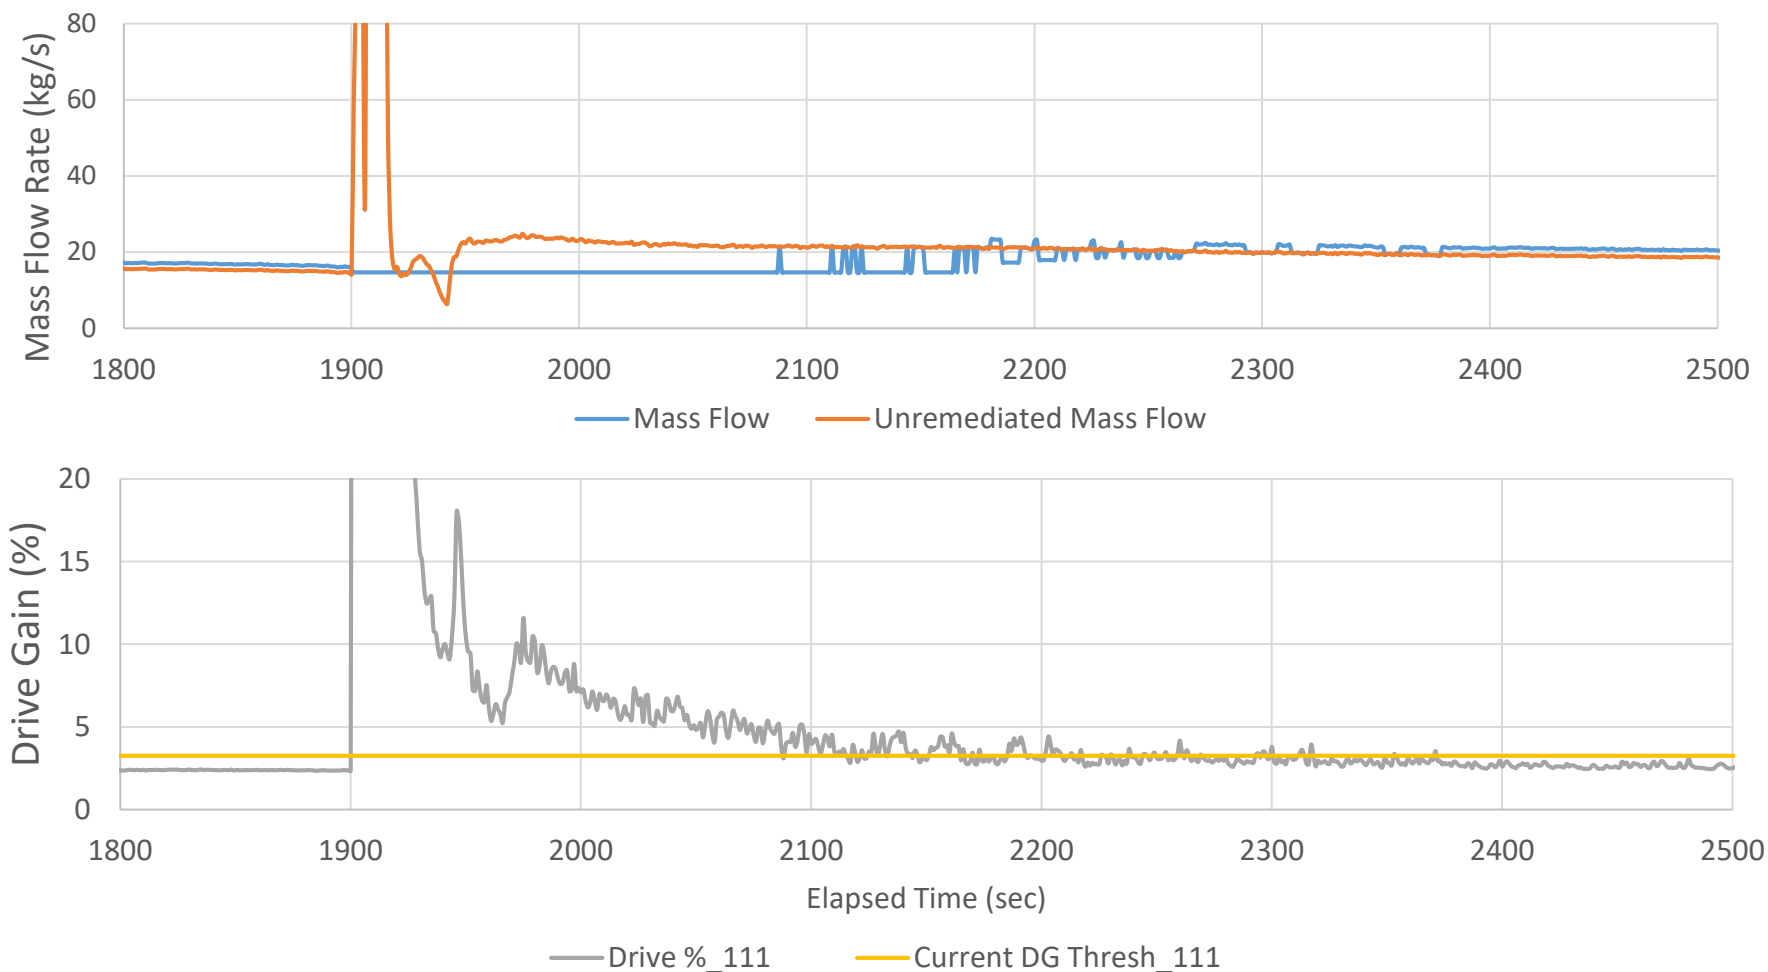 Mass Flow Rate (kg/s)
80
60
40
20
0
1800 1900 2000 2100 2200 2300 2400 2500
Mass Flow Unremediated Mass Flow
Drive Gain (%)
20
15
10
5
0
1800 1900 2000 2100 2200 2300 2400 2500
Elapsed Time (sec)
Drive %_111 Current DG Thresh_111